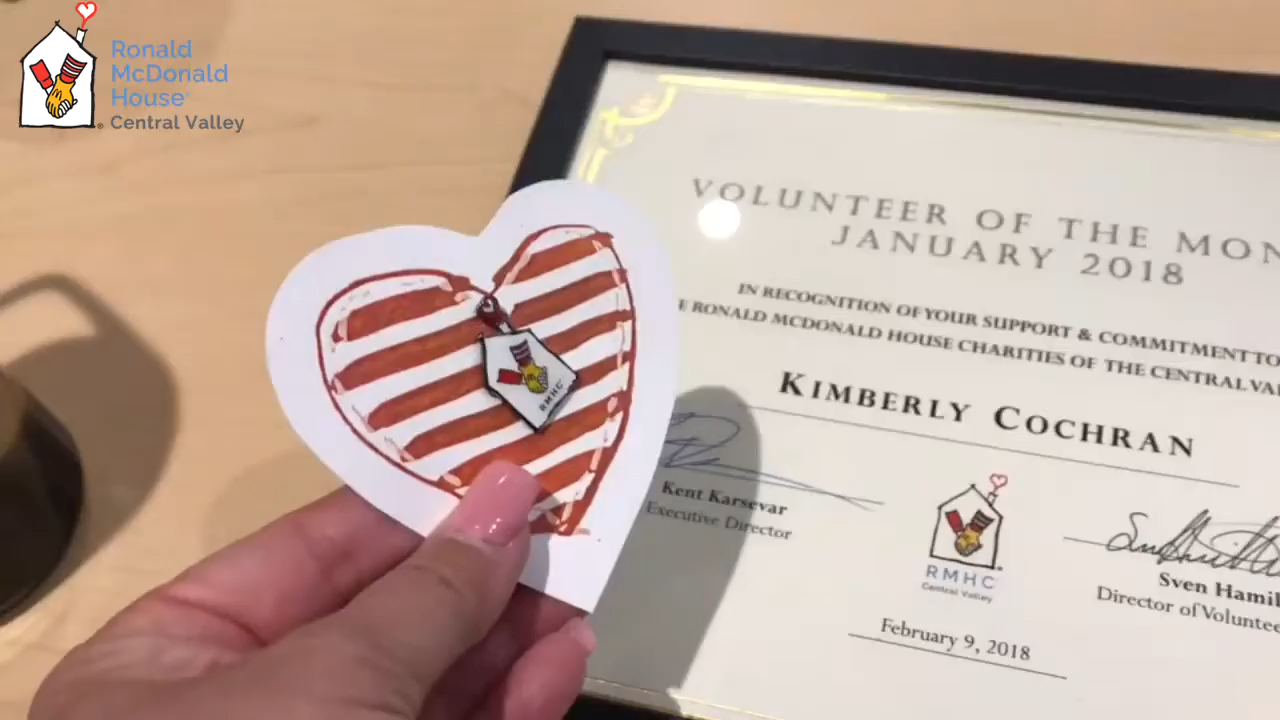 Ronald
McDonald
House®
Central Valley
VOLUNTEER OF THE MON
JANUARY 2018
IN RECOGNITION OF YOUR SUPPORT & COMMITMENT TO
E RONALD MCDONALD HOUSE CHARITIES OF THE CENTRAL VA
KIMBERLY COCHRAN
Kent Karsevar
Executive Director
RMHC
Central Valley
Sven Hamil
Director of Voluntee
February 9, 2018
RMHC